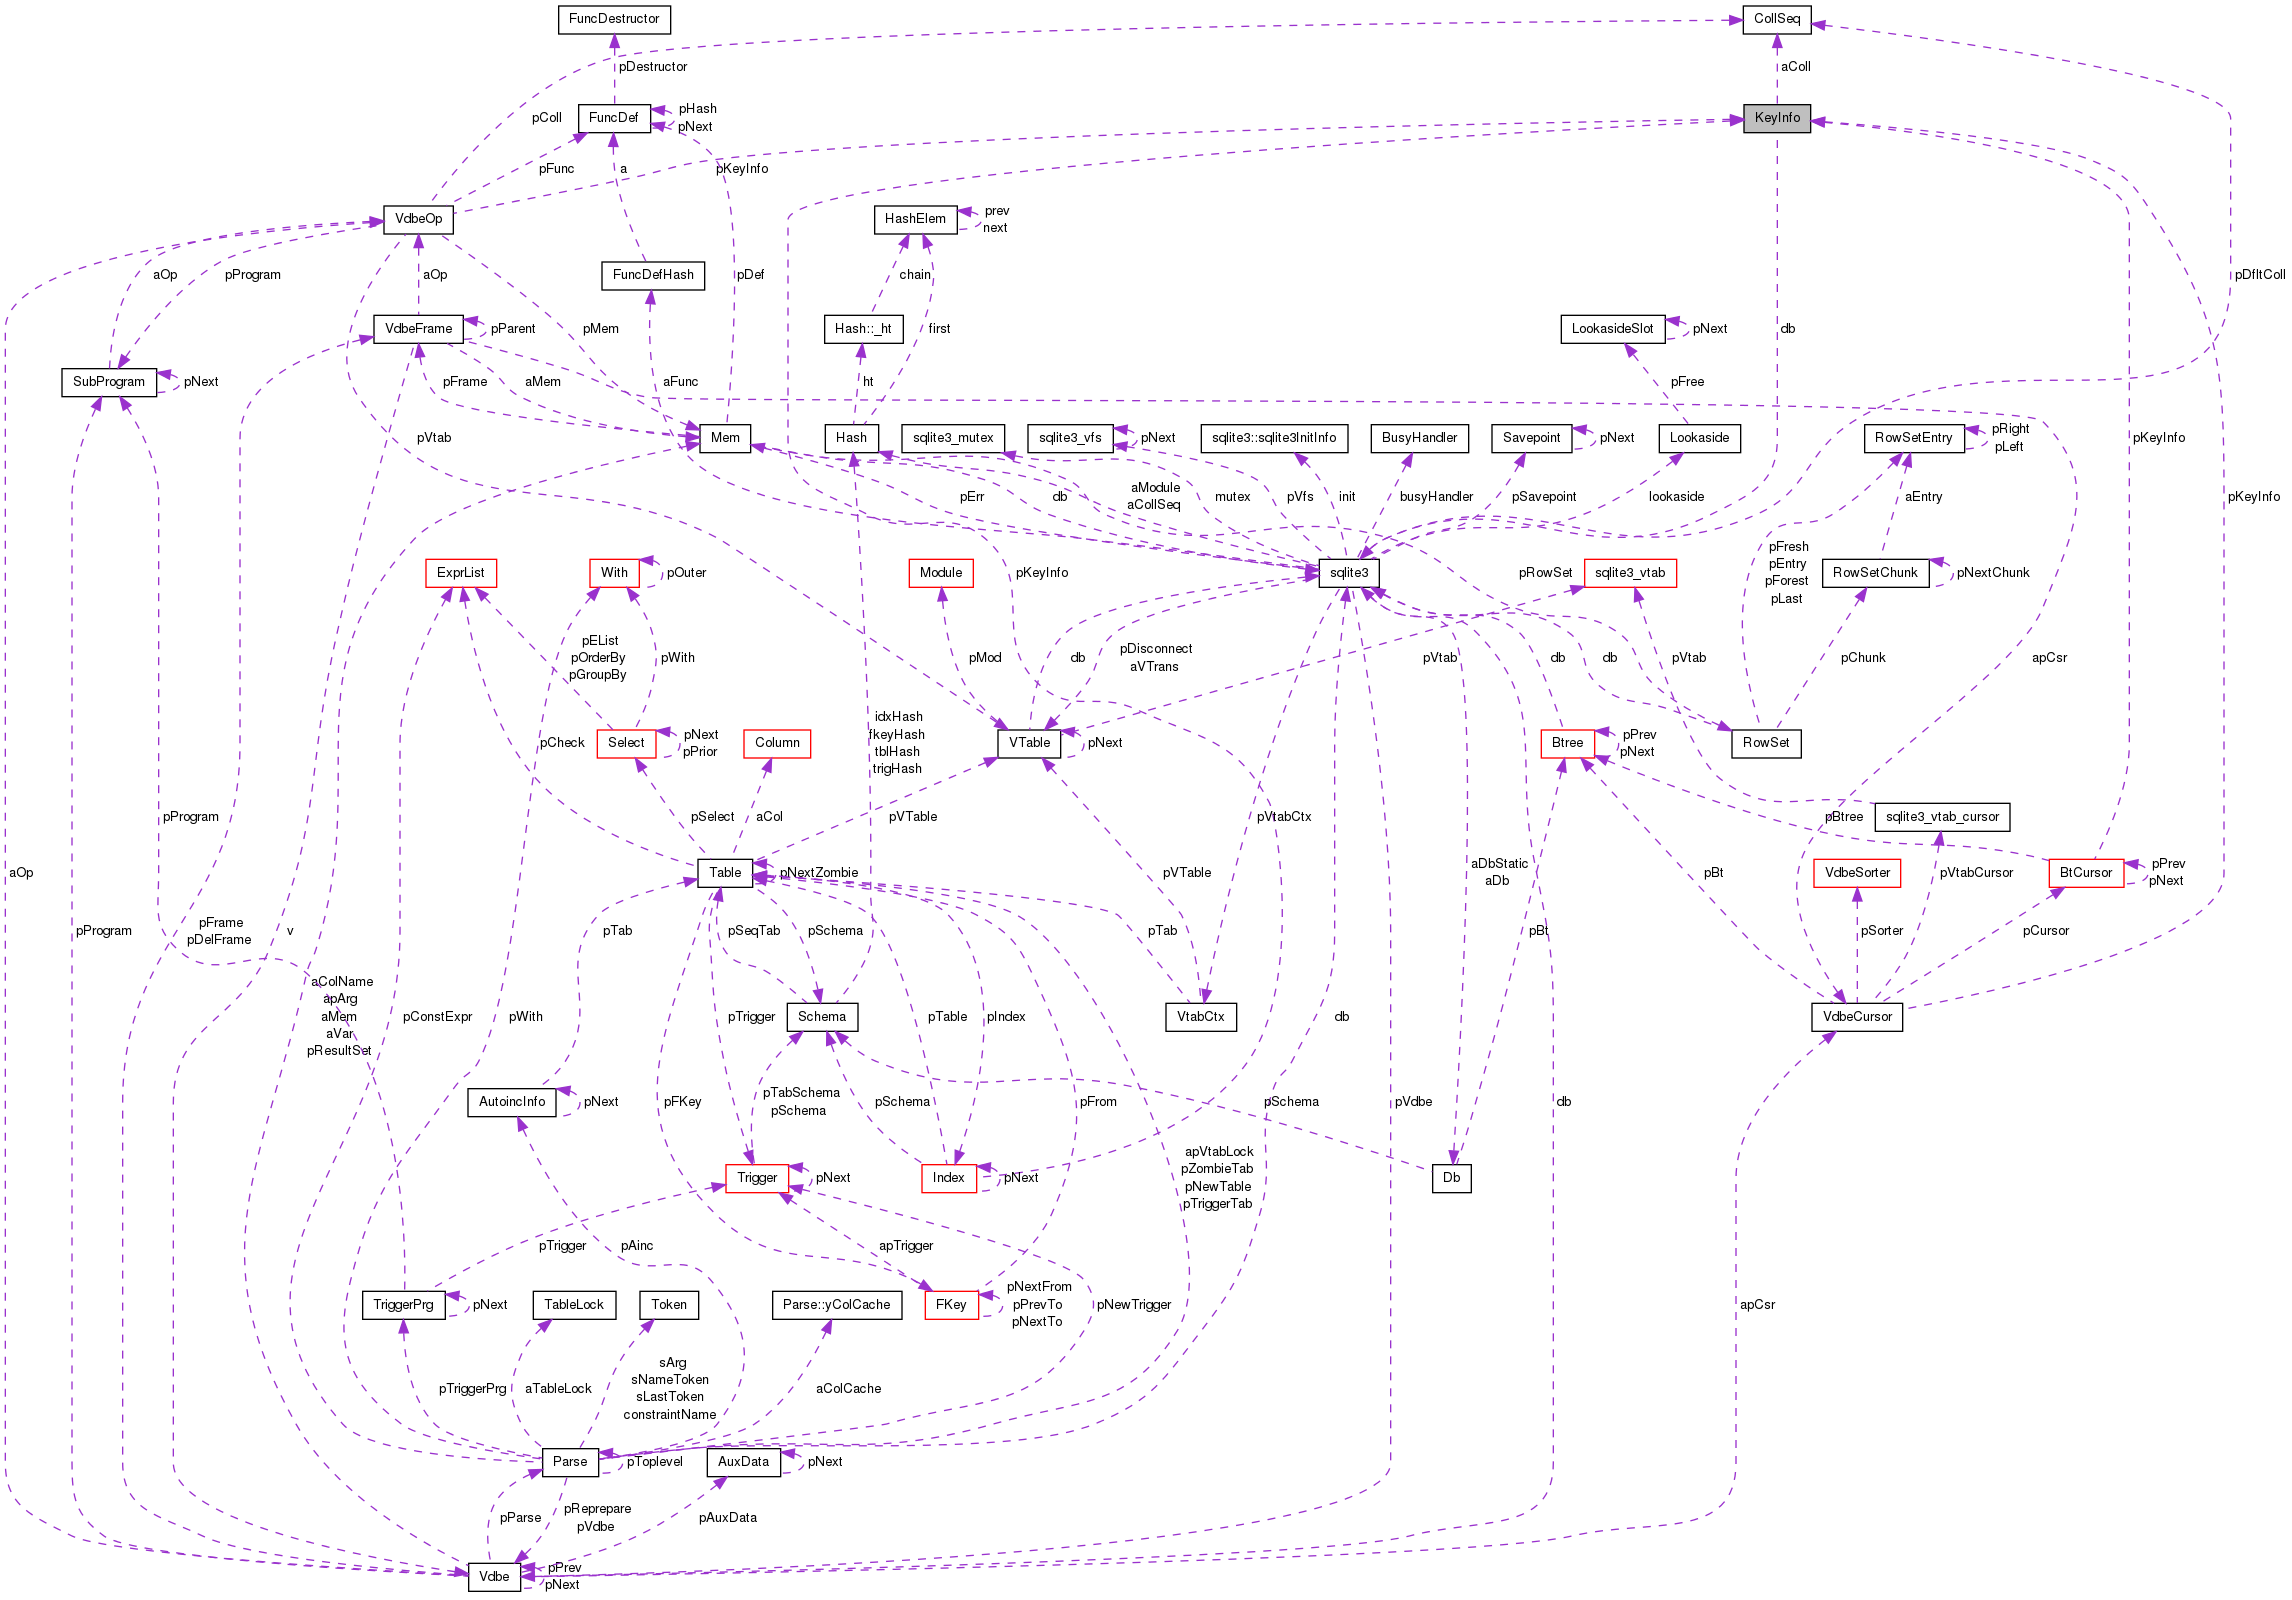 FuncDestructor
CollSeq
pDestructor
aColl
pHash
pNext
FuncDef
pColl
KeyInfo
pFunc
a
pKeyInfo
VdbeOp
HashElem
prev
next
aOp
pProgram
aOp
FuncDefHash
pDef
chain
pDfltColl
VdbeFrame
pParent
pMem
Hash::_ht
first
LookasideSlot
pNext
db
SubProgram
pNext
pFrame
aMem
aFunc
ht
pFree
pVtab
Mem
Hash
sqlite3_mutex
sqlite3_vfs
pNext
sqlite3::sqlite3InitInfo
BusyHandler
Savepoint
pNext
Lookaside
RowSetEntry
pRight
pLeft
pKeyInfo
pErr
db
aModule
aCollSeq
mutex
pVfs
init
busyHandler
pSavepoint
lookaside
aEntry
pKeyInfo
ExprList
With
pOuter
Module
pKeyInfo
sqlite3
pRowSet
sqlite3_vtab
pFresh
pEntry
pForest
pLast
RowSetChunk
pNextChunk
pEList
pOrderBy
pGroupBy
pWith
pMod
db
pDisconnect
aVTrans
pVtab
db
db
pVtab
pChunk
apCsr
idxHash
fkeyHash
tblHash
trigHash
pCheck
Select
pNext
pPrior
Column
VTable
pNext
Btree
pPrev
pNext
RowSet
pProgram
pSelect
aCol
pVTable
pVtabCtx
pBtree
sqlite3_vtab_cursor
aOp
Table
pNextZombie
pVTable
aDbStatic
aDb
pBt
VdbeSorter
pVtabCursor
BtCursor
pPrev
pNext
pProgram
pFrame
pDelFrame
v
pTab
pSeqTab
pSchema
pTab
pBt
pSorter
pCursor
aColName
apArg
aMem
aVar
pResultSet
pConstExpr
pWith
pTrigger
Schema
pTable
pIndex
VtabCtx
db
VdbeCursor
AutoincInfo
pNext
pFKey
pTabSchema
pSchema
pSchema
pFrom
pSchema
pVdbe
db
Trigger
pNext
Index
pNext
apVtabLock
pZombieTab
pNewTable
pTriggerTab
Db
pTrigger
pAinc
apTrigger
TriggerPrg
pNext
TableLock
Token
Parse::yColCache
FKey
pNextFrom
pPrevTo
pNextTo
pNewTrigger
apCsr
pTriggerPrg
aTableLock
sArg
sNameToken
sLastToken
constraintName
aColCache
Parse
pToplevel
AuxData
pNext
pParse
pReprepare
pVdbe
pAuxData
Vdbe
pPrev
pNext